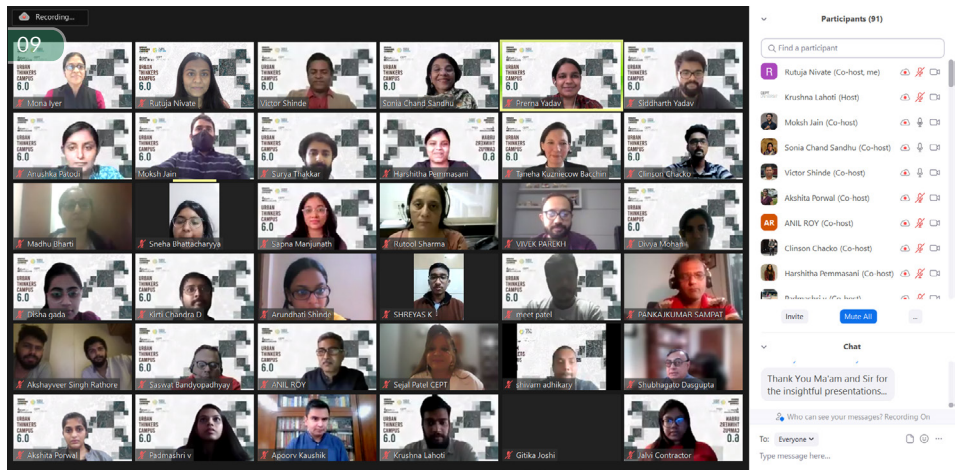 Recording...
09
URBAN
THINKERS
CAMPUS
6.0
Mona Iyer
Rutuja Nivate
Victor Shinde
Sonia Chand Sandhu
Prerna Yadav
Siddharth Yadav
Anushka Patodi
Moksh Jain
Surya Thakkar
Harshitha Pemmasani
Taneha Kuzniecow Bacchin
Clinson Chacko
Madhu Bharti
Sneha Bhattacharyya
Sapna Manjunath
Rutool Sharma
VIVEK PAREKH
Divya Mohan
Disha gada
Kirti Chandra D
Arundhati Shinde
SHREYAS K
meet patel
PANKAJKUMAR SAMPAT
Akshayveer Singh Rathore
Saswat Bandyopadhyay
ANIL ROY
Sejal Patel CEPT
shivam adhikary
Shubhagato Dasgupta
Akshita Porwal
Padmashri v
Apoorv Kaushik
Krushna Lahoti
Gitika Joshi
Jalvi Contractor
Participants (91)
Find a participant
R
Rutuja Nivate (Co-host, me)
Krushna Lahoti (Host)
Moksh Jain (Co-host)
Sonia Chand Sandhu (Co-host)
Victor Shinde (Co-host)
Akshita Porwal (Co-host)
AR
ANIL ROY (Co-host)
Clinson Chacko (Co-host)
Harshitha Pemmasani (Co-host)
Padmashri v (Co-host)
Invite
Mute All
...
Chat
Thank You Ma'am and Sir for
the insightful presentations...
Who can see your messages? Recording On
To: Everyone
Type message here...